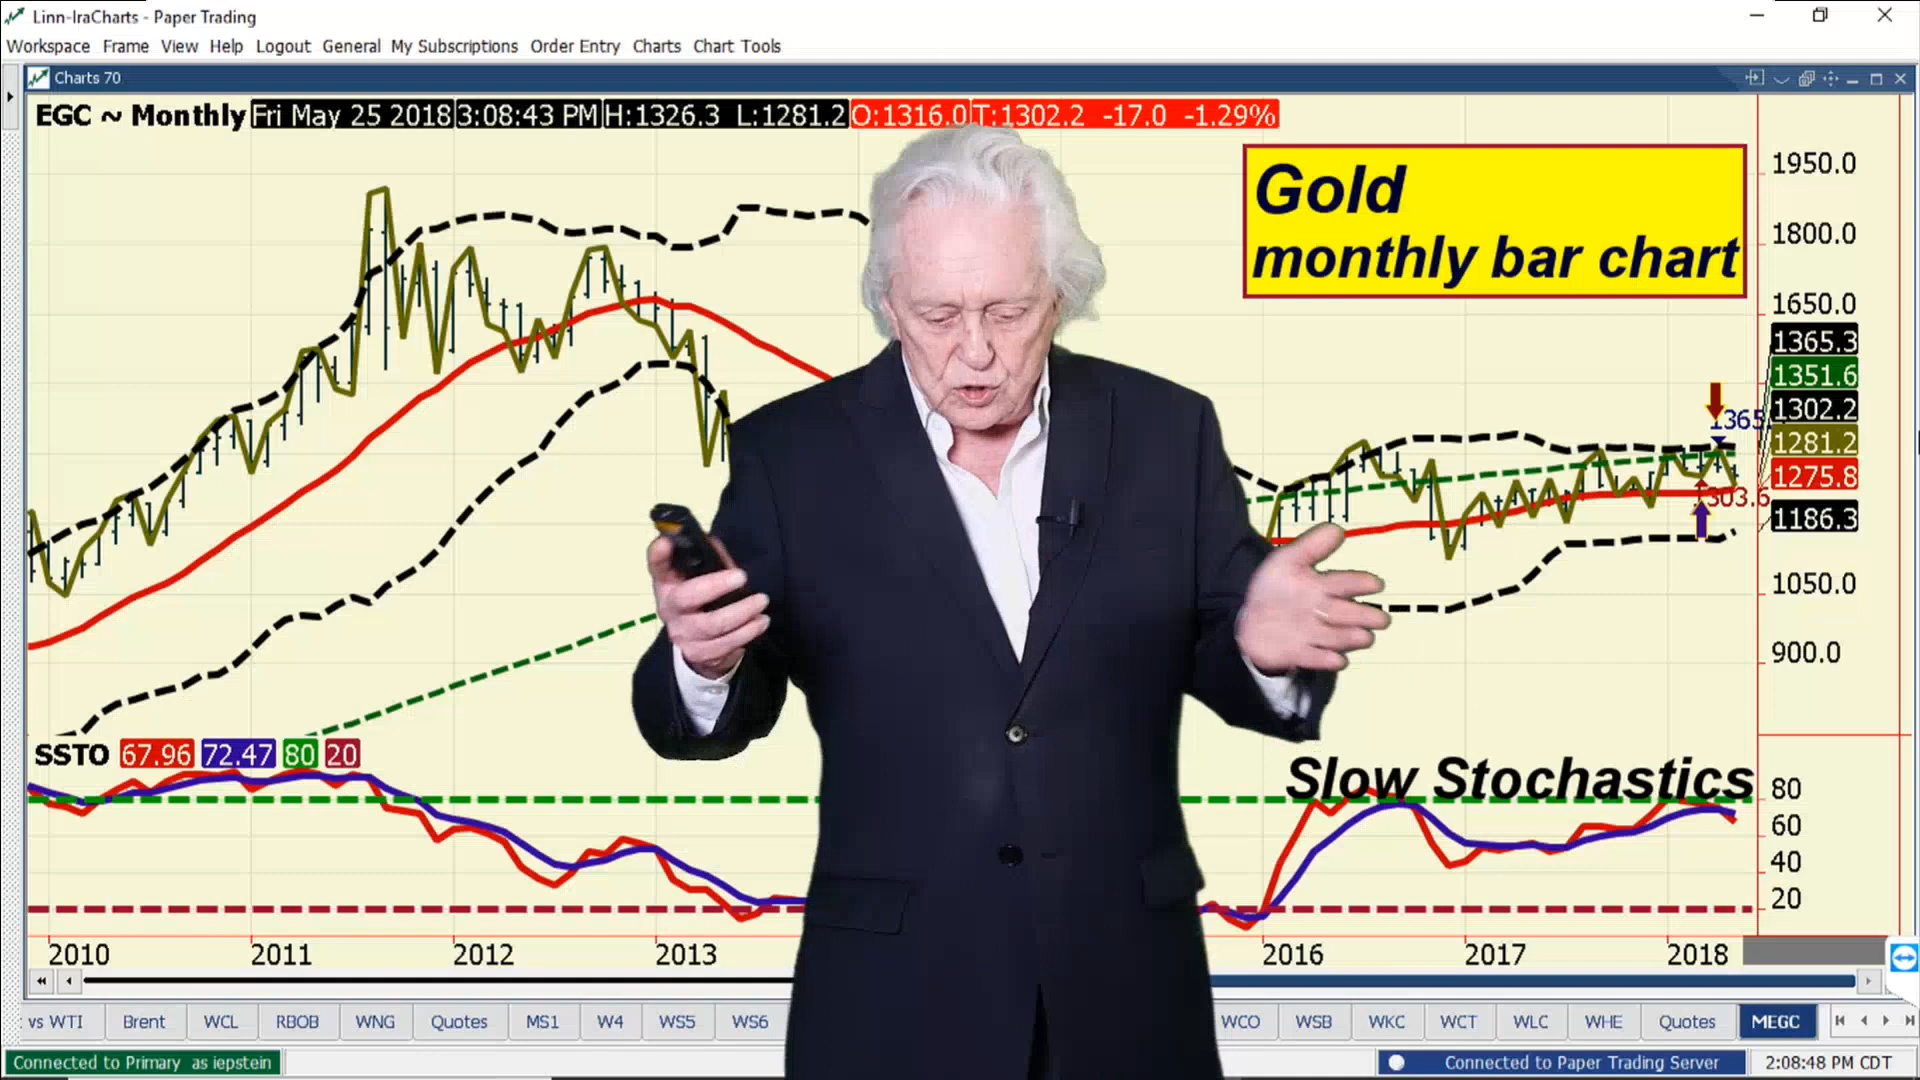 Linn-IraCharts - Paper Trading
Workspace Frame View Help Logout General My Subscriptions Order Entry Charts Chart Tools
Charts 70
EGC ~ Monthly Fri May 25 2018 3:08:43 PM H:1326.3 L:1281.2 O:1316.0 T:1302.2 -17.0 -1.29%
Gold
monthly bar chart
1950.0
1800.0
1650.0
1365.3
1351.6
1302.2
1281.2
1275.8
1186.3
1050.0
900.0
SSTO 67.96 72.47 80 20
Slow Stochastics
80
60
40
20
2010 2011 2012 2013 2016 2017 2018
vs WTI Brent WCL RBOB WNG Quotes MS1 W4 WS5 WS6 WCO WSB WKC WCT WLC WHE Quotes MEGC
Connected to Primary as iepstein Connected to Paper Trading Server 2:08:48 PM CDT